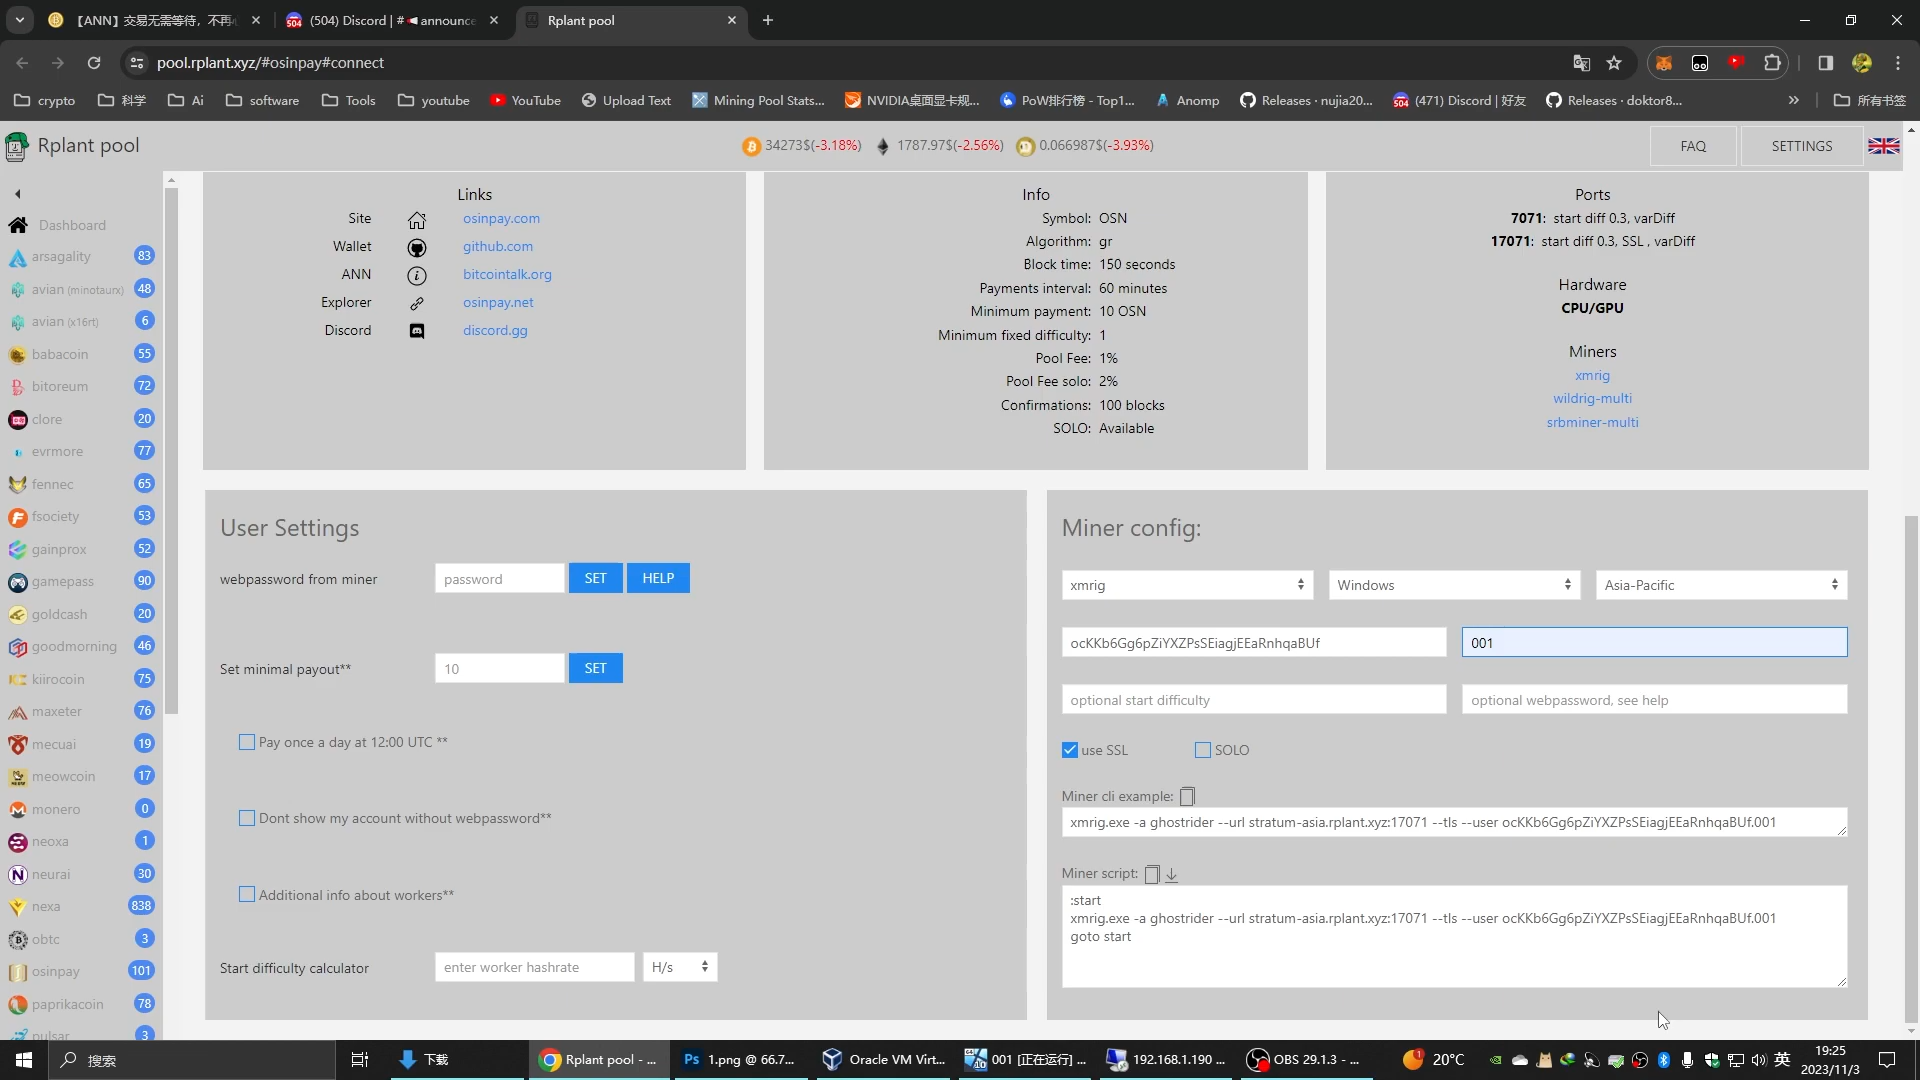 【ANN】交易无需等待，不再
(504) Discord | # announce
Rplant pool
pool.rplant.xyz/#osinpay#connect
crypto
科学
Ai
software
Tools
youtube
YouTube
Upload Text
Mining Pool Stats...
NVIDIA桌面显卡规...
PoW排行榜 - Top1...
Anomp
Releases · nujia20...
(471) Discord | 好友
Releases · doktor8...
»
所有书签
Rplant pool
34273$(-3.18%)
1787.97$(-2.56%)
0.066987$(-3.93%)
FAQ
SETTINGS
Dashboard
arsagality 83
avian (minotaurx) 48
avian (x16rt) 6
babacoin 55
bitoreum 72
clore 20
evrmore 77
fennec 65
fsociety 53
gainprox 52
gamepass 90
goldcash 20
goodmorning 46
kiirocoin 75
maxeter 76
mecuai 19
meowcoin 17
monero 0
neoxa 1
neurai 30
nexa 838
obtc 3
osinpay 101
paprikacoin 78
pulsar 3
Links
Site osinpay.com
Wallet github.com
ANN bitcointalk.org
Explorer osinpay.net
Discord discord.gg
Info
Symbol: OSN
Algorithm: gr
Block time: 150 seconds
Payments interval: 60 minutes
Minimum payment: 10 OSN
Minimum fixed difficulty: 1
Pool Fee: 1%
Pool Fee solo: 2%
Confirmations: 100 blocks
SOLO: Available
Ports
7071: start diff 0.3, varDiff
17071: start diff 0.3, SSL , varDiff
Hardware
CPU/GPU
Miners
xmrig
wildrig-multi
srbminer-multi
User Settings
webpassword from miner password SET HELP
Set minimal payout** 10 SET
Pay once a day at 12:00 UTC **
Dont show my account without webpassword**
Additional info about workers**
Start difficulty calculator enter worker hashrate H/s
Miner config:
xmrig Windows Asia-Pacific
ocKKb6Gg6pZiYXZPsSEiagjEEaRnhqaBUf 001
optional start difficulty optional webpassword, see help
use SSL SOLO
Miner cli example:
xmrig.exe -a ghostrider --url stratum-asia.rplant.xyz:17071 --tls --user ocKKb6Gg6pZiYXZPsSEiagjEEaRnhqaBUf.001
Miner script:
:start
xmrig.exe -a ghostrider --url stratum-asia.rplant.xyz:17071 --tls --user ocKKb6Gg6pZiYXZPsSEiagjEEaRnhqaBUf.001
goto start
搜索
下载
Rplant pool - ...
1.png @ 66.7...
Oracle VM Virt...
001 [正在运行] ...
192.168.1.190 ...
OBS 29.1.3 - ...
20°C
英
19:25
2023/11/3